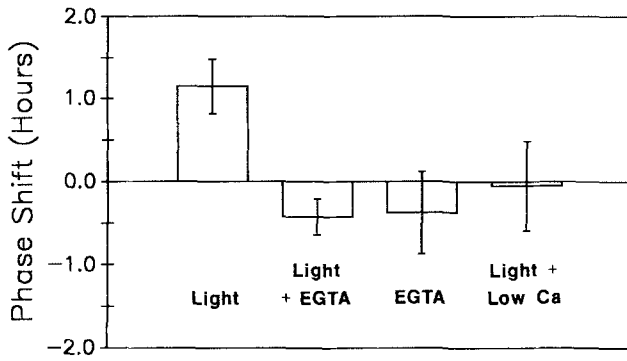 2.0
1.0
0.0
−1.0
−2.0
Phase Shift (Hours)
Light
Light
+ EGTA
EGTA
Light +
Low Ca